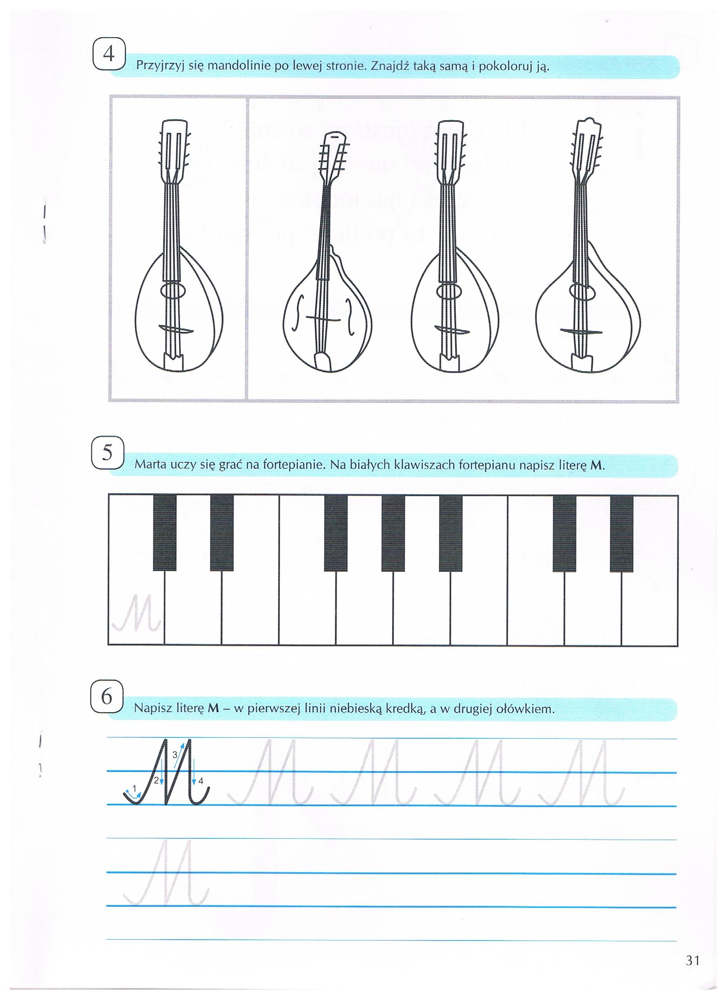 4
Przyjrzyj się mandolinie po lewej stronie. Znajdź taką samą i pokoloruj ją.
5
Marta uczy się grać na fortepianie. Na białych klawiszach fortepianu napisz literę M.
M
6
Napisz literę M – w pierwszej linii niebieską kredką, a w drugiej ołówkiem.
1 2 3 4
M M M M M
M
31